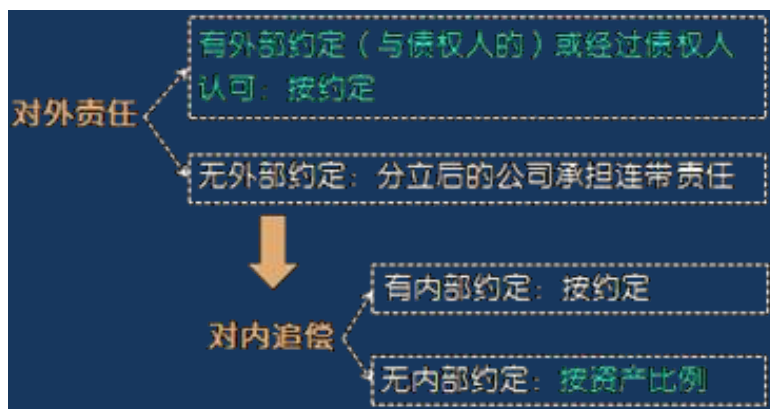 有外部约定（与债权人的）或经过债权人
认可：按约定
对外责任
无外部约定：分立后的公司承担连带责任
有内部约定：按约定
对内追偿
无内部约定：按资产比例